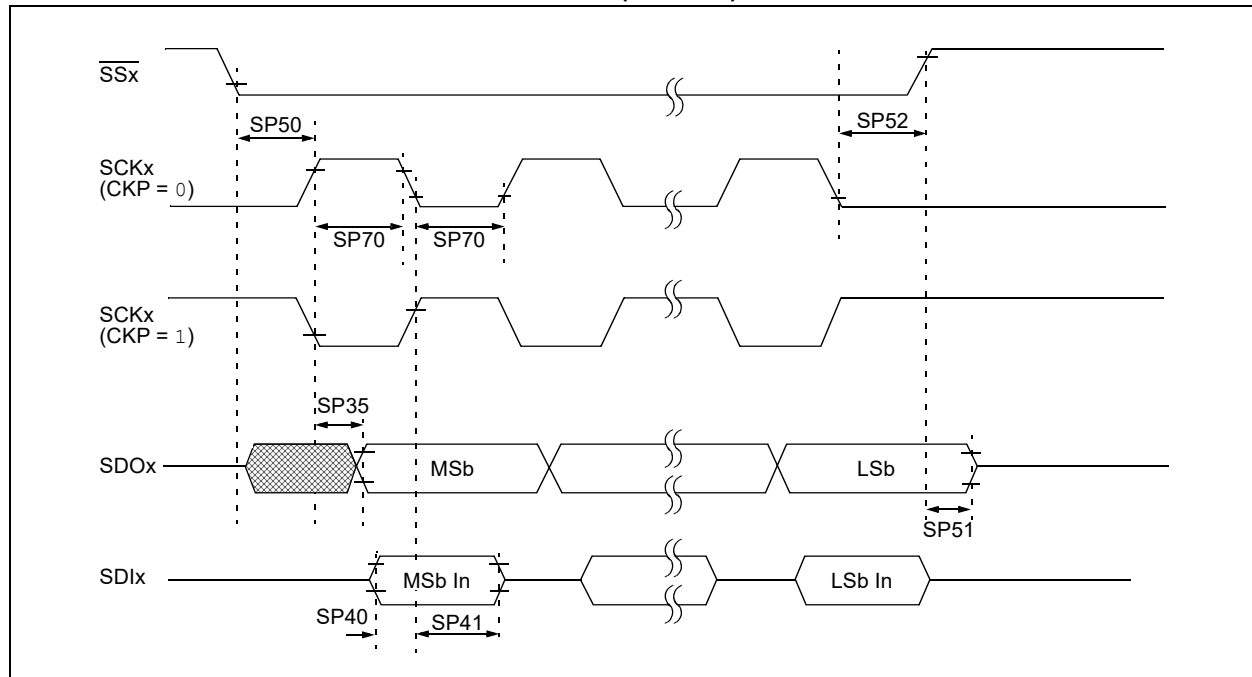 SSx
SP50
SP52
SCKx
(CKP = 0)
SP70
SP70
SCKx
(CKP = 1)
SP35
SDOx
MSb
LSb
SP51
SDIx
MSb In
LSb In
SP40
SP41